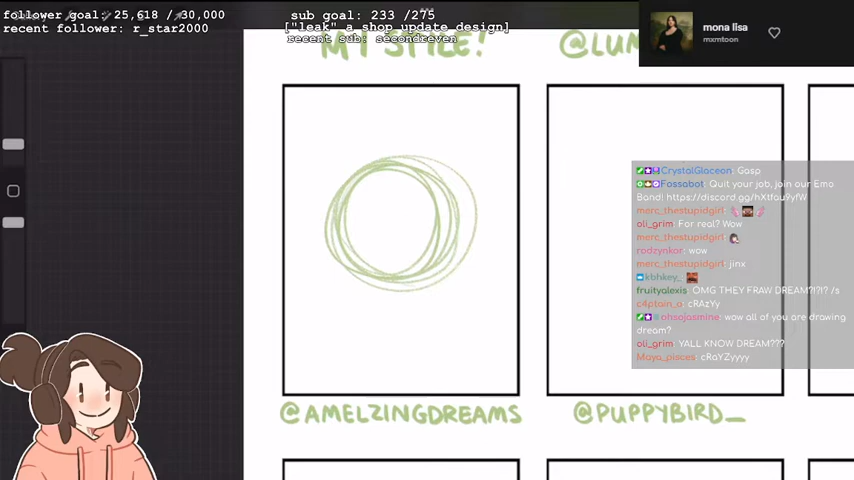 follower goal: 25,618 / 30,000
recent follower: r_star2000
sub goal: 233 /275
["leak" a shop update design]
recent sub: secondreven
MY STYLE!
@LUM
mona lisa
mxmtoon
CrystalGlaceon: Gasp
Fossabot: Quit your job, join our Emo
Band! https://discord.gg/hXtfau9yfW
merc_thestupidgirl:
oli_grim: For real? Wow
merc_thestupidgirl:
rodzynkar: wow
merc_thestupidgirl: jinx
kbhkey_:
fruityalexis: OMG THEY FRAW DREAM?!?!? /s
c4ptain_a: cRAzYy
ohsojasmine: wow all of you are drawing
dream?
oli_grim: YALL KNOW DREAM???
Maya_pisces: cRaYZyyyy
@AMELZINGDREAMS
@PUPPYBIRD_